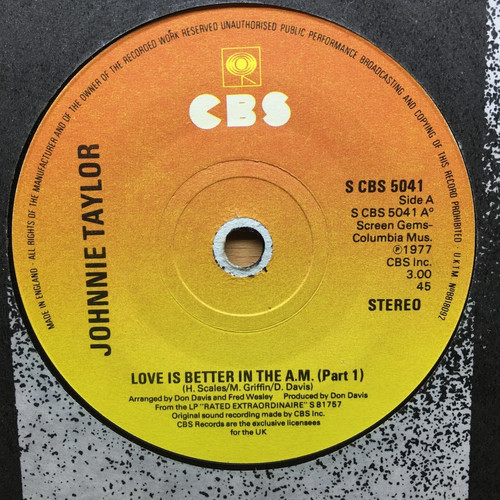 MADE IN ENGLAND · ALL RIGHTS OF THE MANUFACTURER AND OF THE OWNER OF THE RECORDED WORK RESERVED UNAUTHORISED PUBLIC PERFORMANCE BROADCASTING AND COPYING OF THIS RECORD PROHIBITED · U.K.T.M. Nº
CBS
JOHNNIE TAYLOR
S CBS 5041
Side A
S CBS 5041 Aº
Screen Gems-
Columbia Mus.
℗1977
CBS Inc.
3.00
45
STEREO
LOVE IS BETTER IN THE A.M. (Part 1)
(H. Scales/M. Griffin/D. Davis)
Arranged by Don Davis and Fred Wesley Produced by Don Davis
From the LP "RATED EXTRAORDINAIRE" S 81757
Original sound recording made by CBS Inc.
CBS Records are the exclusive licensees
for the UK